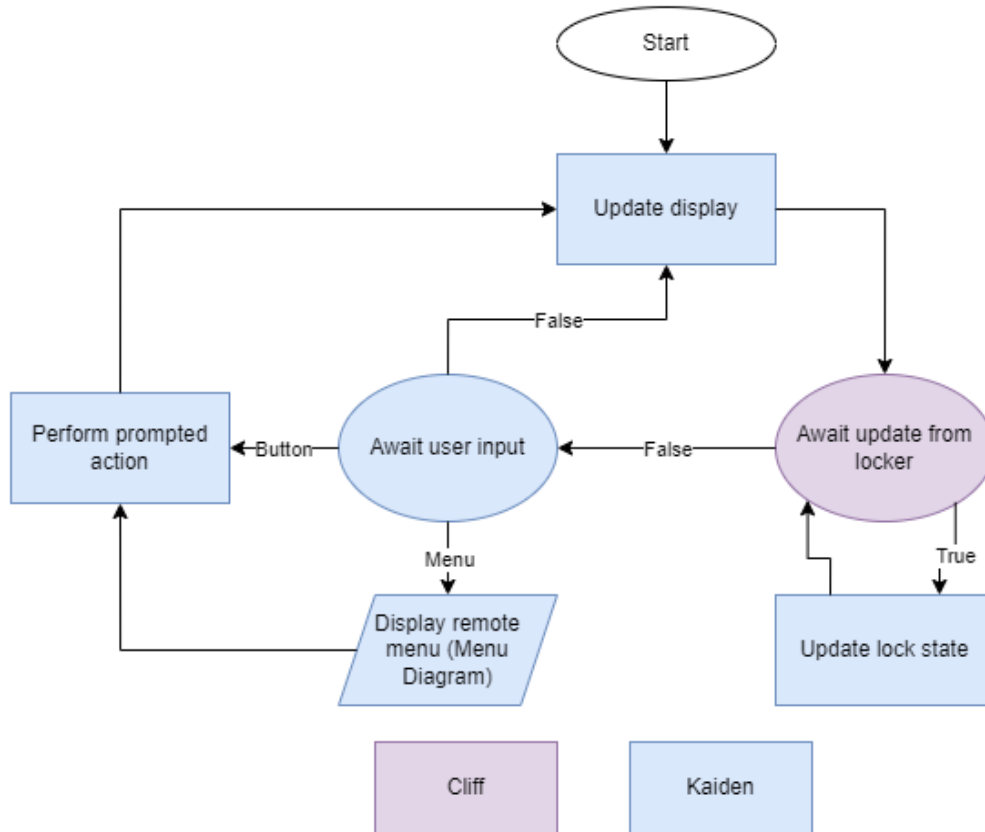 Start
Update display
False
Perform prompted
action
Button
Await user input
False
Await update from
locker
Menu
True
Display remote
menu (Menu
Diagram)
Update lock state
Cliff
Kaiden